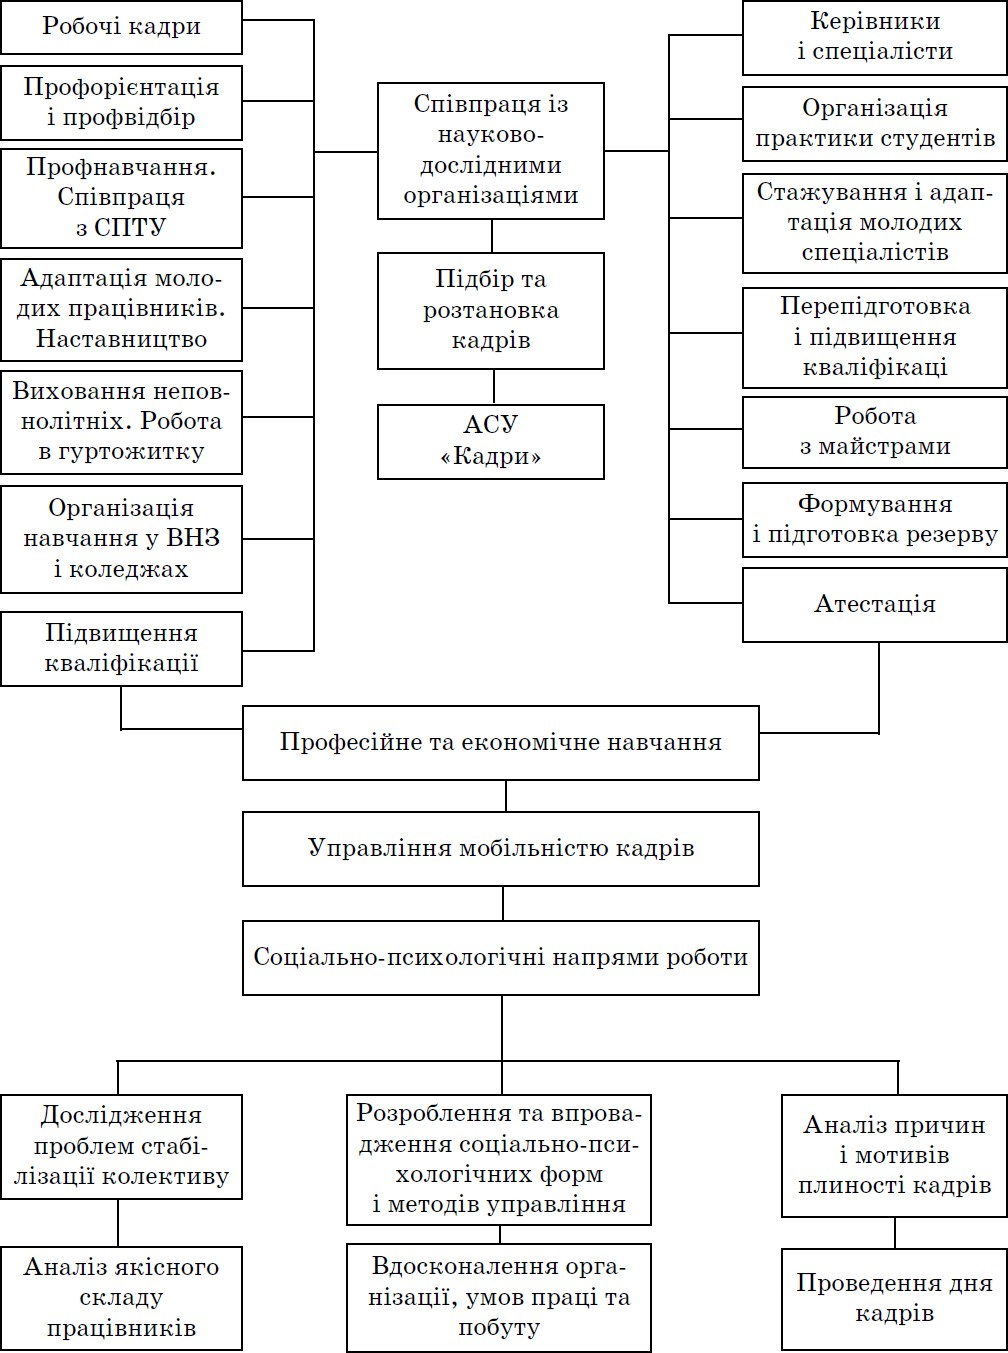 Робочі кадри
Профорієнтація
і профвідбір
Профнавчання.
Співпраця
з СПТУ
Адаптація моло-
дих працівників.
Наставництво
Виховання непов-
нолітніх. Робота
в гуртожитку
Організація
навчання у ВНЗ
і коледжах
Підвищення
кваліфікації
Співпраця із
науково-
дослідними
організаціями
Підбір та
розтановка
кадрів
АСУ
«Кадри»
Керівники
і спеціалісти
Організація
практики студентів
Стажування і адап-
тація молодих
спеціалістів
Перепідготовка
і підвищення
кваліфікаці
Робота
з майстрами
Формування
і підготовка резерву
Атестація
Професійне та економічне навчання
Управління мобільністю кадрів
Соціально-психологічні напрями роботи
Дослідження
проблем стабі-
лізації колективу
Аналіз якісного
складу
працівників
Розроблення та впрова-
дження соціально-пси-
хологічних форм
і методів управління
Вдосконалення орга-
нізації, умов праці та
побуту
Аналіз причин
і мотивів
плиності кадрів
Проведення дня
кадрів